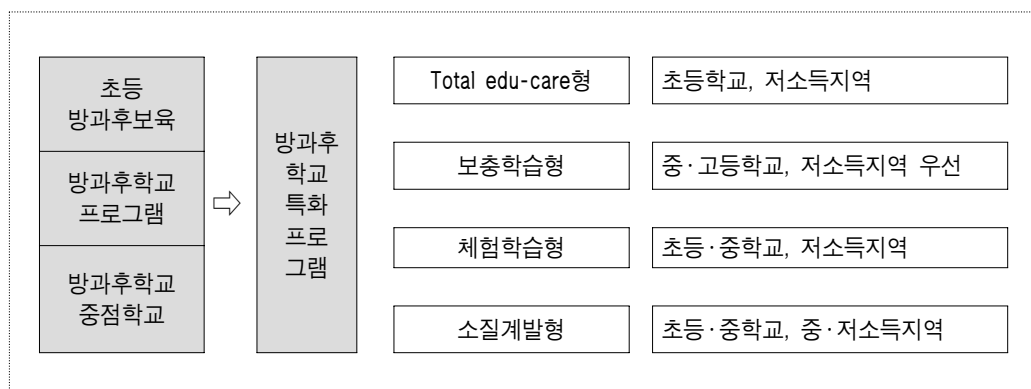 초등
방과후보육
방과후학교
프로그램
방과후학교
중점학교
⇨
방과후
학교
특화
프로
그램
Total edu-care형
초등학교, 저소득지역
보충학습형
중·고등학교, 저소득지역 우선
체험학습형
초등·중학교, 저소득지역
소질계발형
초등·중학교, 중·저소득지역